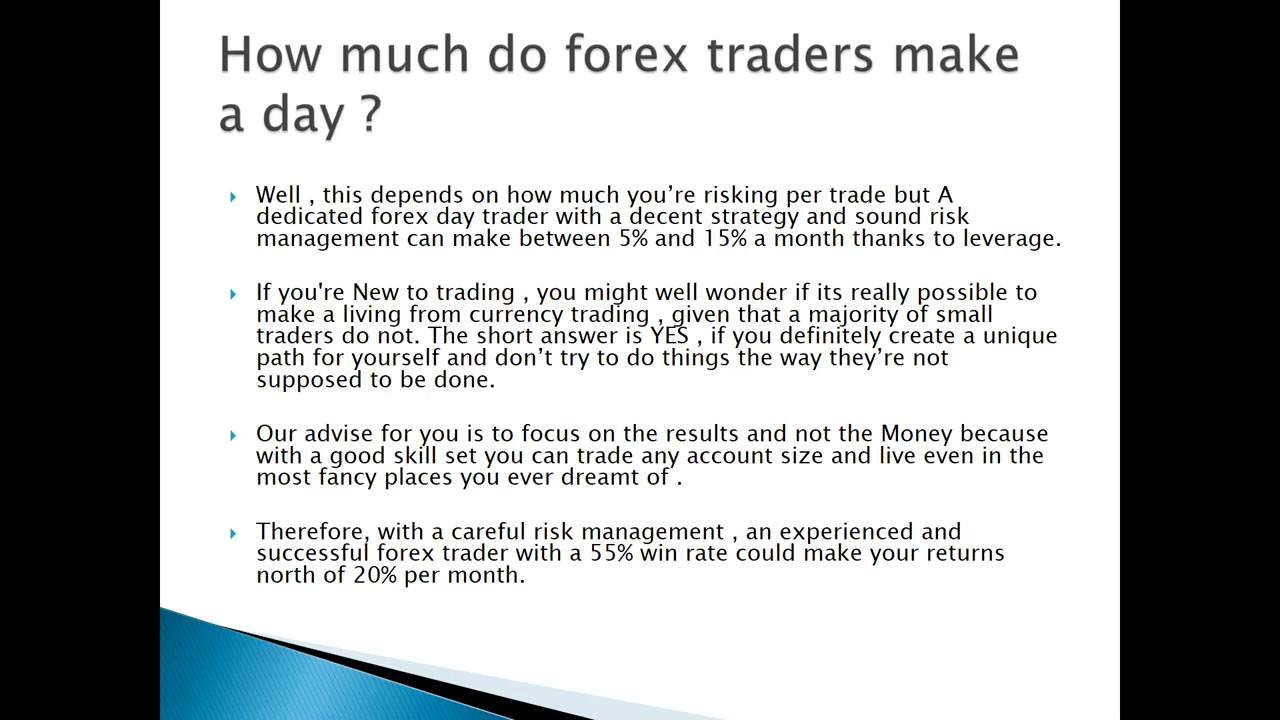 How much do forex traders make
a day ?
Well , this depends on how much you’re risking per trade but A
dedicated forex day trader with a decent strategy and sound risk
management can make between 5% and 15% a month thanks to leverage.
If you're New to trading , you might well wonder if its really possible to
make a living from currency trading , given that a majority of small
traders do not. The short answer is YES , if you definitely create a unique
path for yourself and don’t try to do things the way they’re not
supposed to be done.
Our advise for you is to focus on the results and not the Money because
with a good skill set you can trade any account size and live even in the
most fancy places you ever dreamt of .
Therefore, with a careful risk management , an experienced and
successful forex trader with a 55% win rate could make your returns
north of 20% per month.